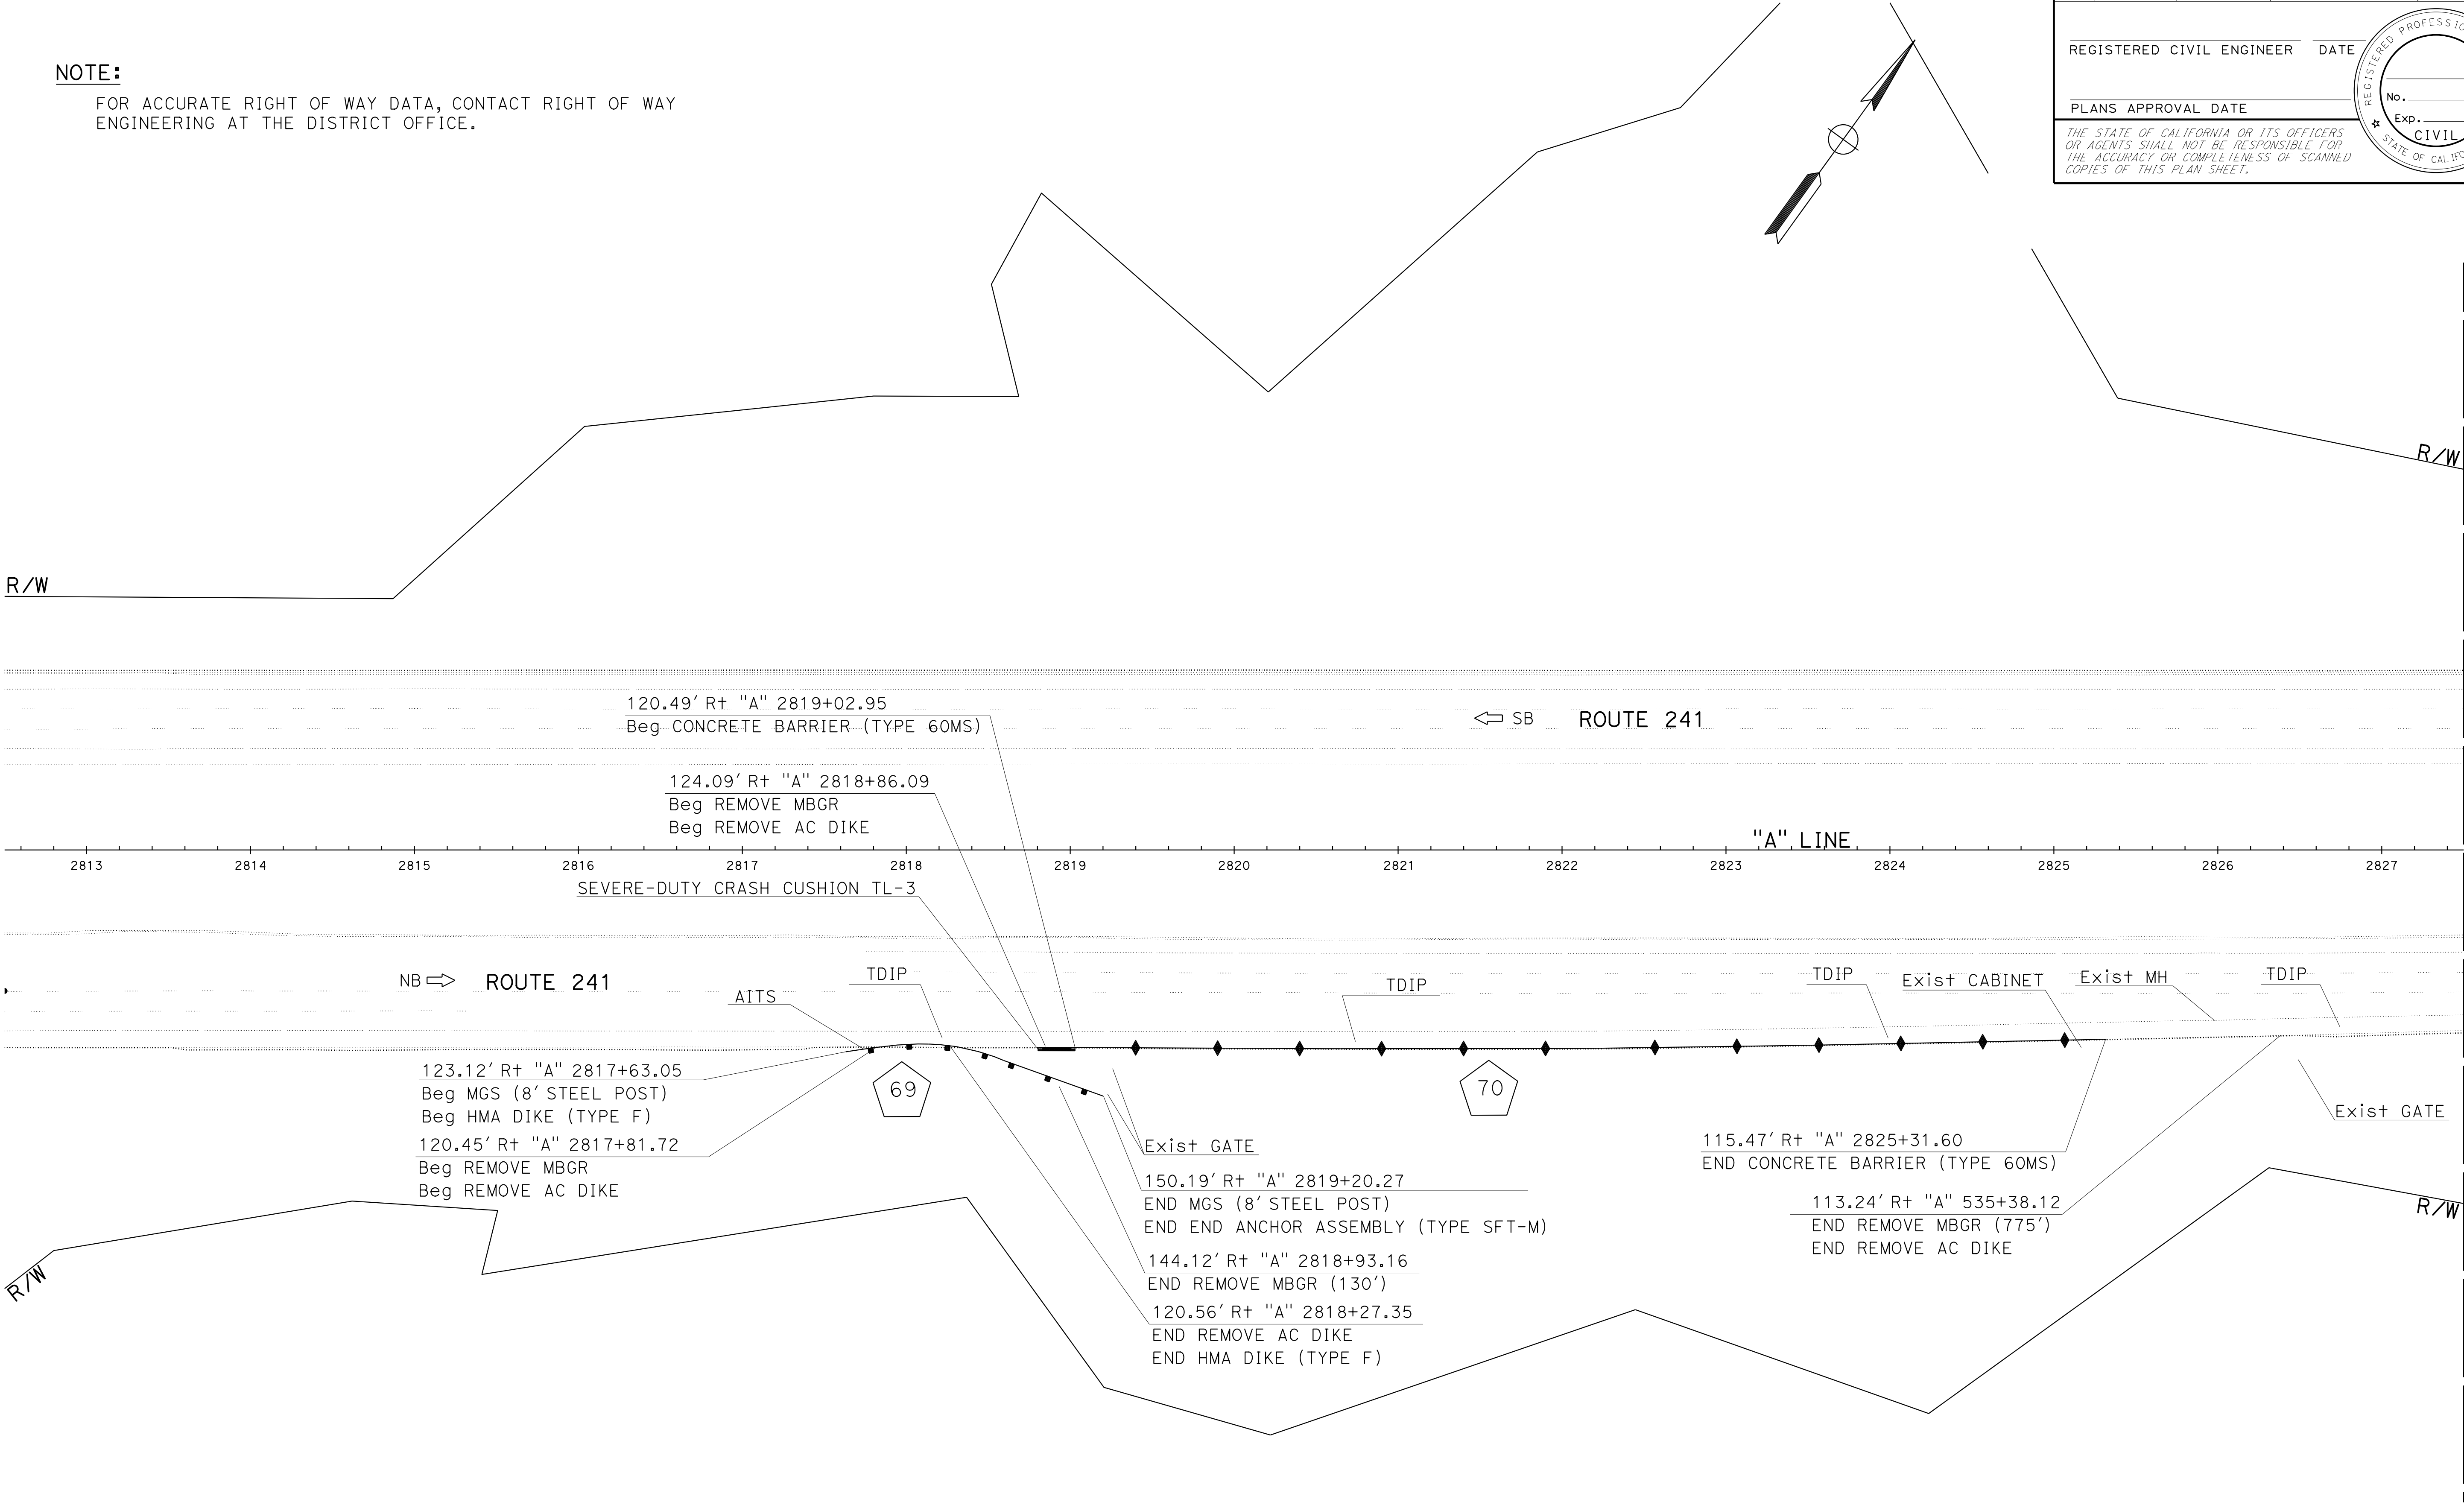 NOTE:
FOR ACCURATE RIGHT OF WAY DATA, CONTACT RIGHT OF WAY
ENGINEERING AT THE DISTRICT OFFICE.
REGISTERED CIVIL ENGINEER DATE
PLANS APPROVAL DATE
THE STATE OF CALIFORNIA OR ITS OFFICERS
OR AGENTS SHALL NOT BE RESPONSIBLE FOR
THE ACCURACY OR COMPLETENESS OF SCANNED
COPIES OF THIS PLAN SHEET.
REGISTERED
No.
Exp.
CIVIL
STATE OF
R/W
R/W
120.49' Rt "A" 2819+02.95
Beg CONCRETE BARRIER (TYPE 60MS)
SB ROUTE 241
124.09' Rt "A" 2818+86.09
Beg REMOVE MBGR
Beg REMOVE AC DIKE
"A" LINE
2813 2814 2815 2816 2817 2818 2819 2820 2821 2822 2823 2824 2825 2826 2827
SEVERE-DUTY CRASH CUSHION TL-3
NB ROUTE 241
AITS
TDIP
TDIP
TDIP
Exist CABINET
Exist MH
TDIP
123.12' Rt "A" 2817+63.05
Beg MGS (8' STEEL POST)
Beg HMA DIKE (TYPE F)
69
70
120.45' Rt "A" 2817+81.72
Beg REMOVE MBGR
Beg REMOVE AC DIKE
Exist GATE
150.19' Rt "A" 2819+20.27
END MGS (8' STEEL POST)
END END ANCHOR ASSEMBLY (TYPE SFT-M)
144.12' Rt "A" 2818+93.16
END REMOVE MBGR (130')
120.56' Rt "A" 2818+27.35
END REMOVE AC DIKE
END HMA DIKE (TYPE F)
115.47' Rt "A" 2825+31.60
END CONCRETE BARRIER (TYPE 60MS)
113.24' Rt "A" 535+38.12
END REMOVE MBGR (775')
END REMOVE AC DIKE
Exist GATE
R/W
R/W